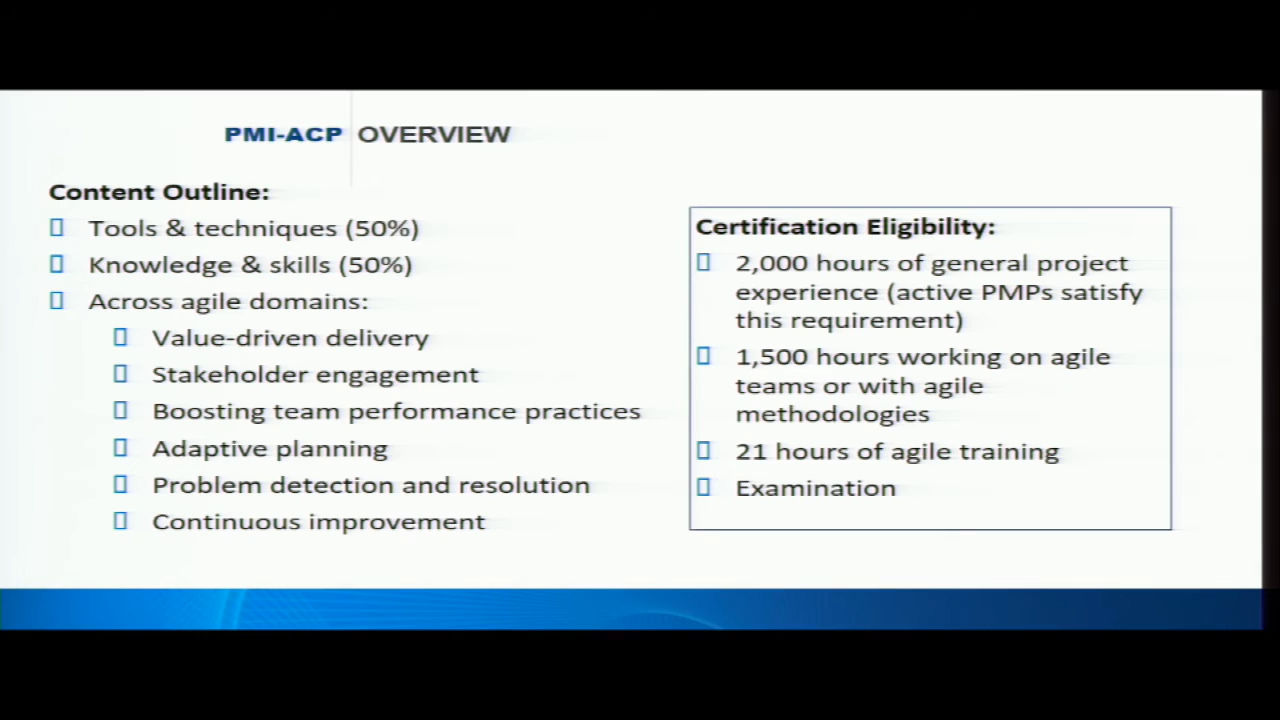 PMI-ACP OVERVIEW
Content Outline:
Tools & techniques (50%)
Knowledge & skills (50%)
Across agile domains:
Value-driven delivery
Stakeholder engagement
Boosting team performance practices
Adaptive planning
Problem detection and resolution
Continuous improvement
Certification Eligibility:
2,000 hours of general project
experience (active PMPs satisfy
this requirement)
1,500 hours working on agile
teams or with agile
methodologies
21 hours of agile training
Examination